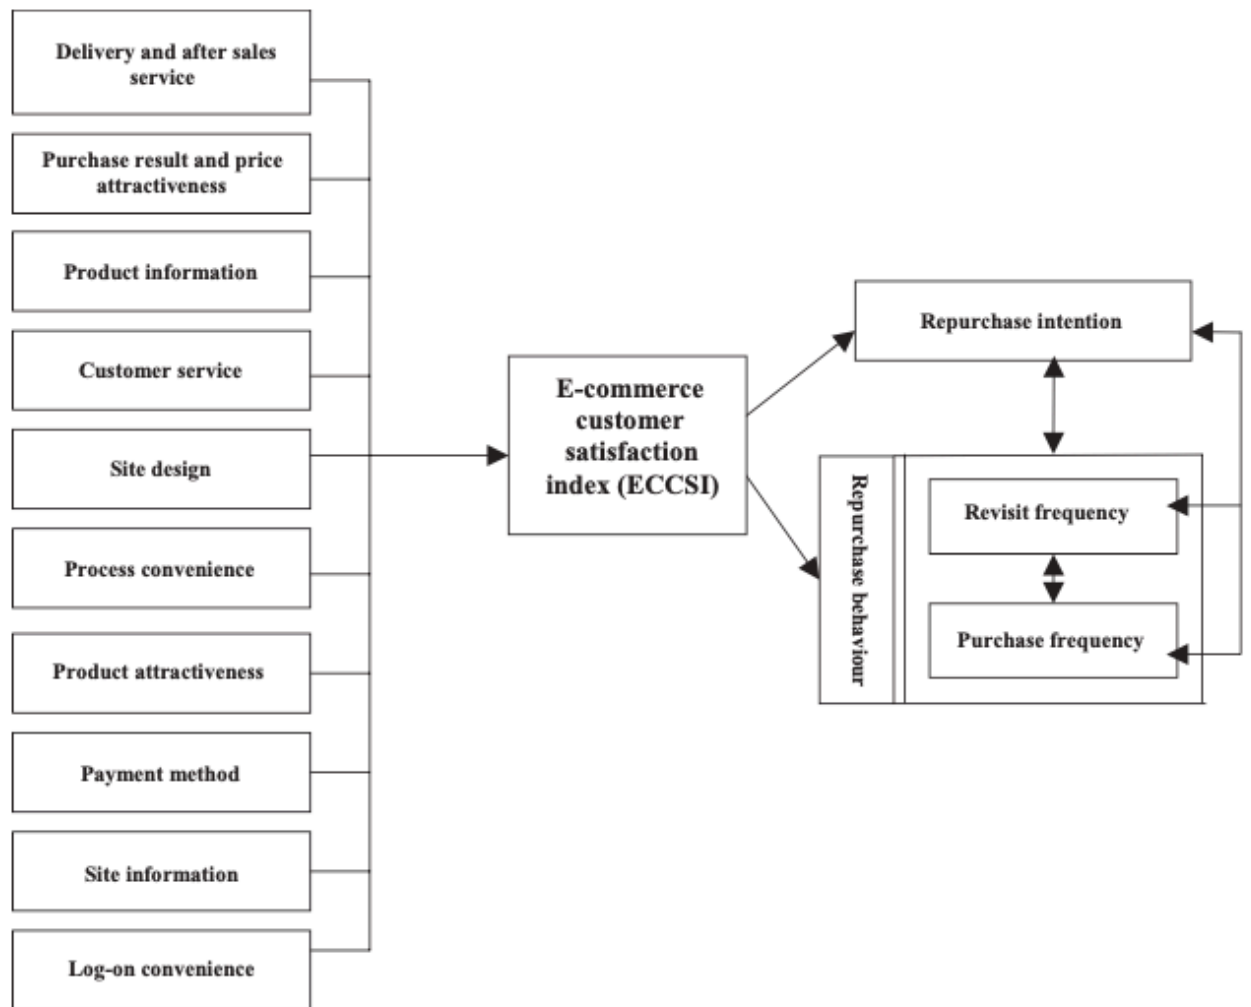 Delivery and after sales
service
Purchase result and price
attractiveness
Product information
Customer service
Site design
Process convenience
Product attractiveness
Payment method
Site information
Log-on convenience
E-commerce
customer
satisfaction
index (ECCSI)
Repurchase intention
Repurchase behaviour
Revisit frequency
Purchase frequency